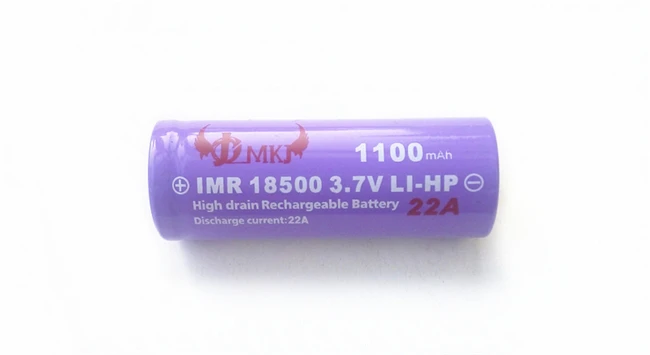 MKJ
1100mAh
⊕ IMR 18500 3.7V LI-HP ⊖
High drain Rechargeable Battery 22A
Discharge current:22A